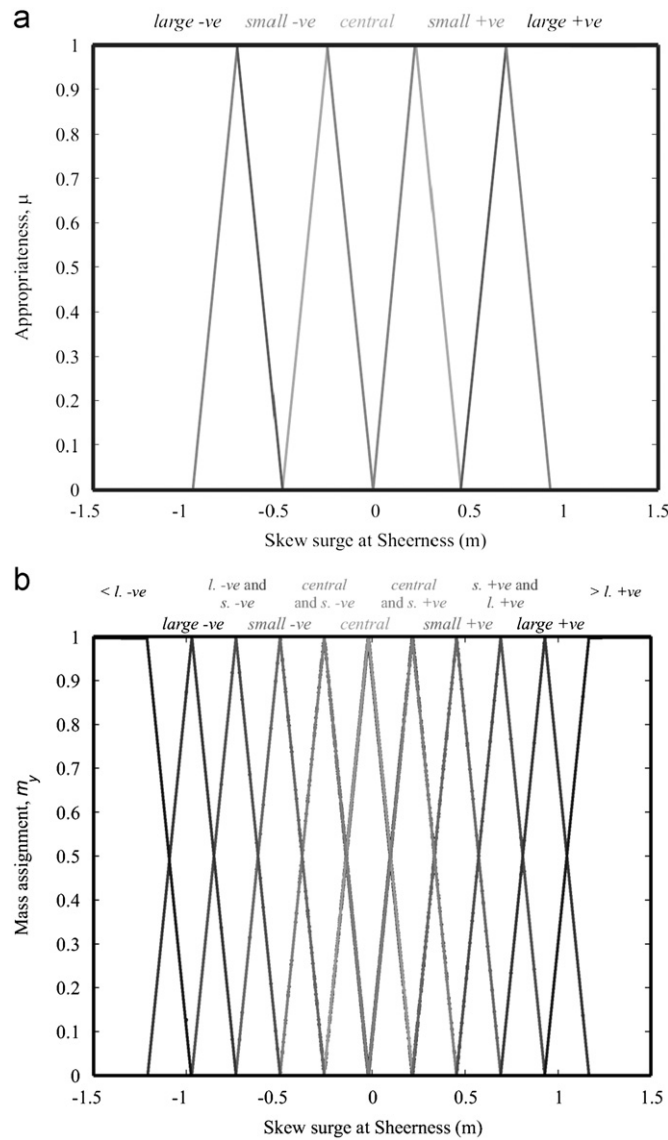 a
large -ve small -ve central small +ve large +ve
1
0.9
0.8
0.7
0.6
0.5
0.4
0.3
0.2
0.1
0
Appropriateness, μ
-1.5 -1 -0.5 0 0.5 1 1.5
Skew surge at Sheerness (m)
b
< l. -ve l. -ve and central central s. +ve and > l. +ve
s. -ve and s. -ve and s. +ve l. +ve
large -ve small -ve central small +ve large +ve
1
0.9
0.8
0.7
0.6
0.5
0.4
0.3
0.2
0.1
0
Mass assignment, my
-1.5 -1 -0.5 0 0.5 1 1.5
Skew surge at Sheerness (m)